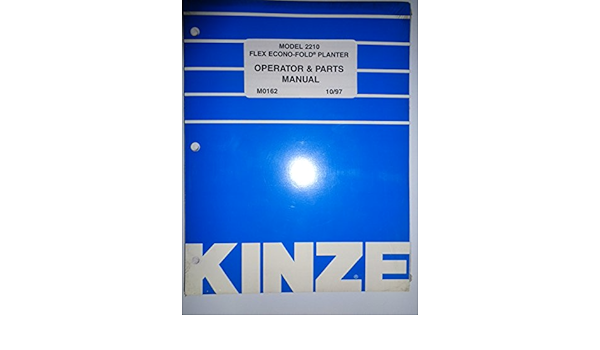 MODEL 2210
FLEX ECONO-FOLD® PLANTER
OPERATOR & PARTS
MANUAL
M0162 10/97
KINZE®